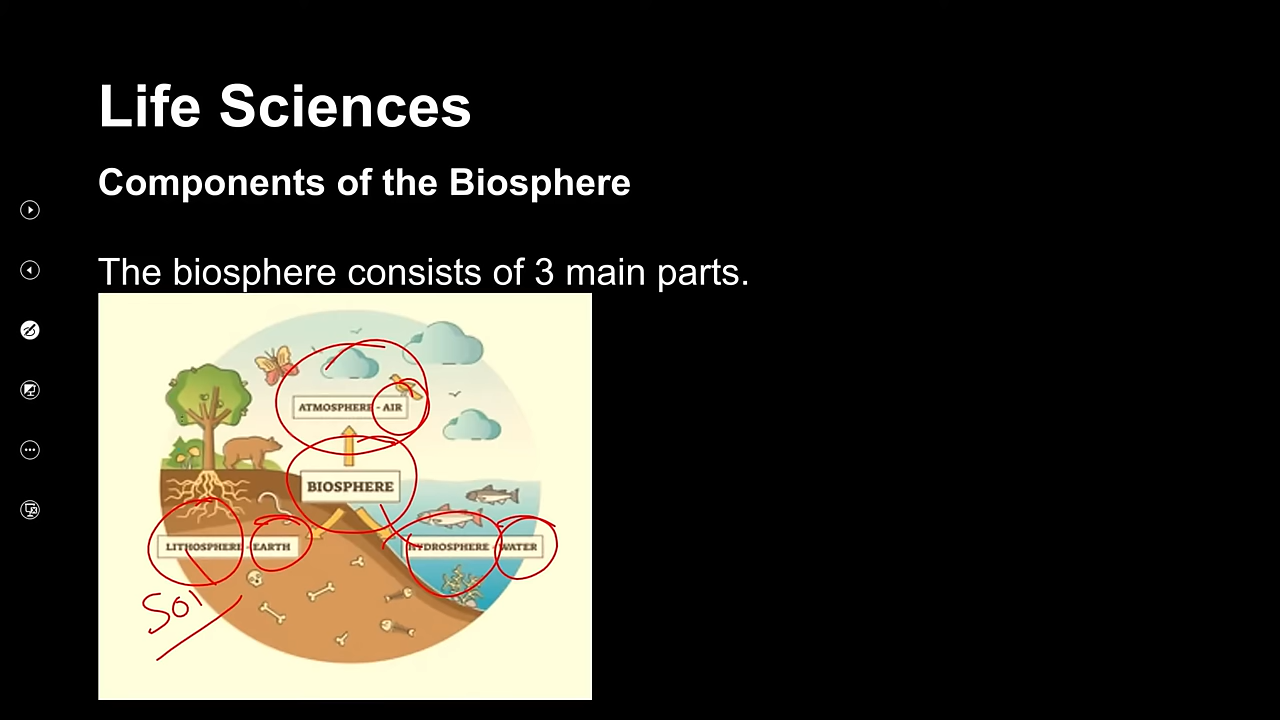 Life Sciences
Components of the Biosphere
The biosphere consists of 3 main parts.
ATMOSPHERE - AIR
BIOSPHERE
LITHOSPHERE - EARTH
HYDROSPHERE - WATER
Soil